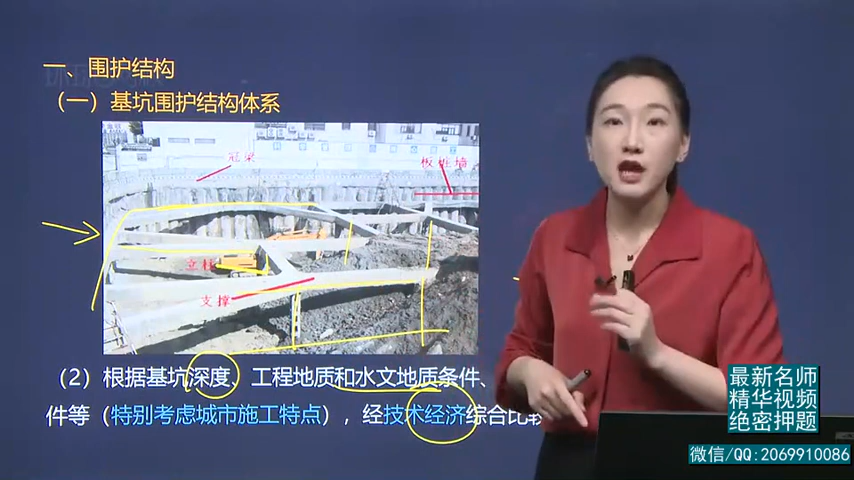 一、围护结构
（一）基坑围护结构体系
冠梁
板桩墙
立柱
支撑
（2）根据基坑深度、工程地质和水文地质条件、
件等（特别考虑城市施工特点），经技术经济综合比较
最新名师
精华视频
绝密押题
微信/QQ:2069910086